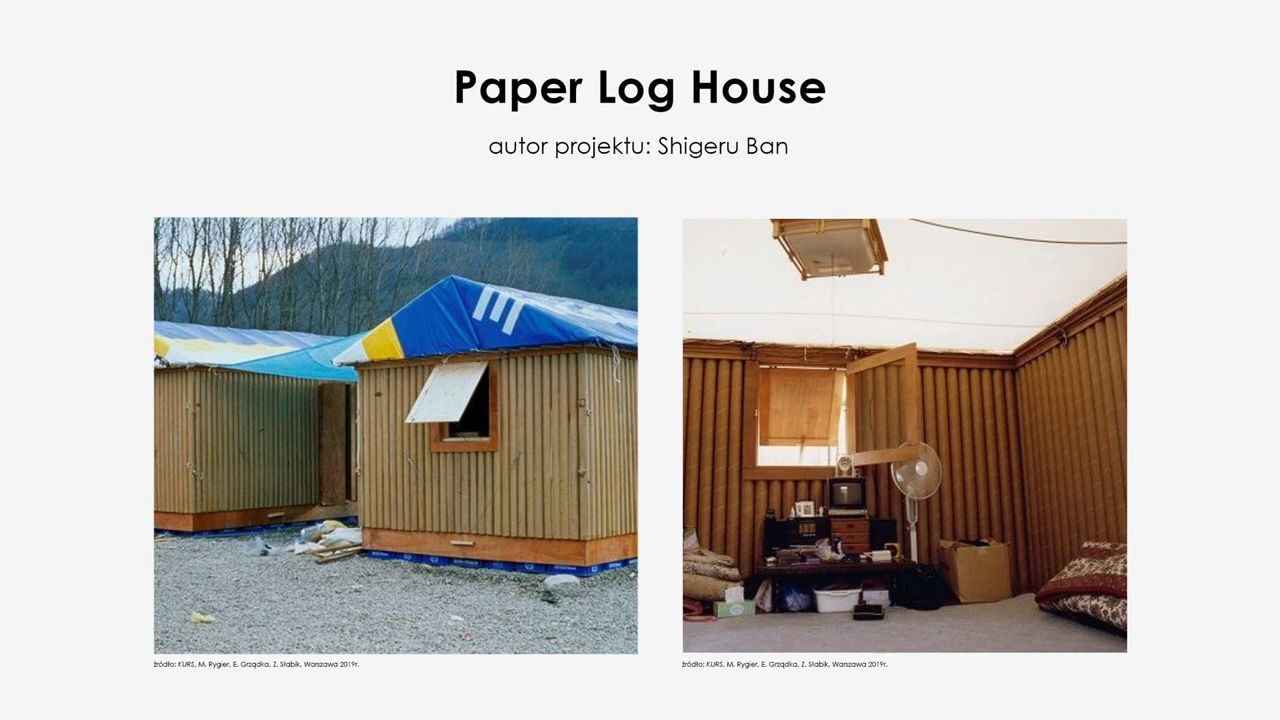 Paper Log House
autor projektu: Shigeru Ban
źródło: KURS, M. Rygier, E. Grządka, Z. Słabik, Warszawa 2019r.
źródło: KURS, M. Rygier, E. Grządka, Z. Słabik, Warszawa 2019r.